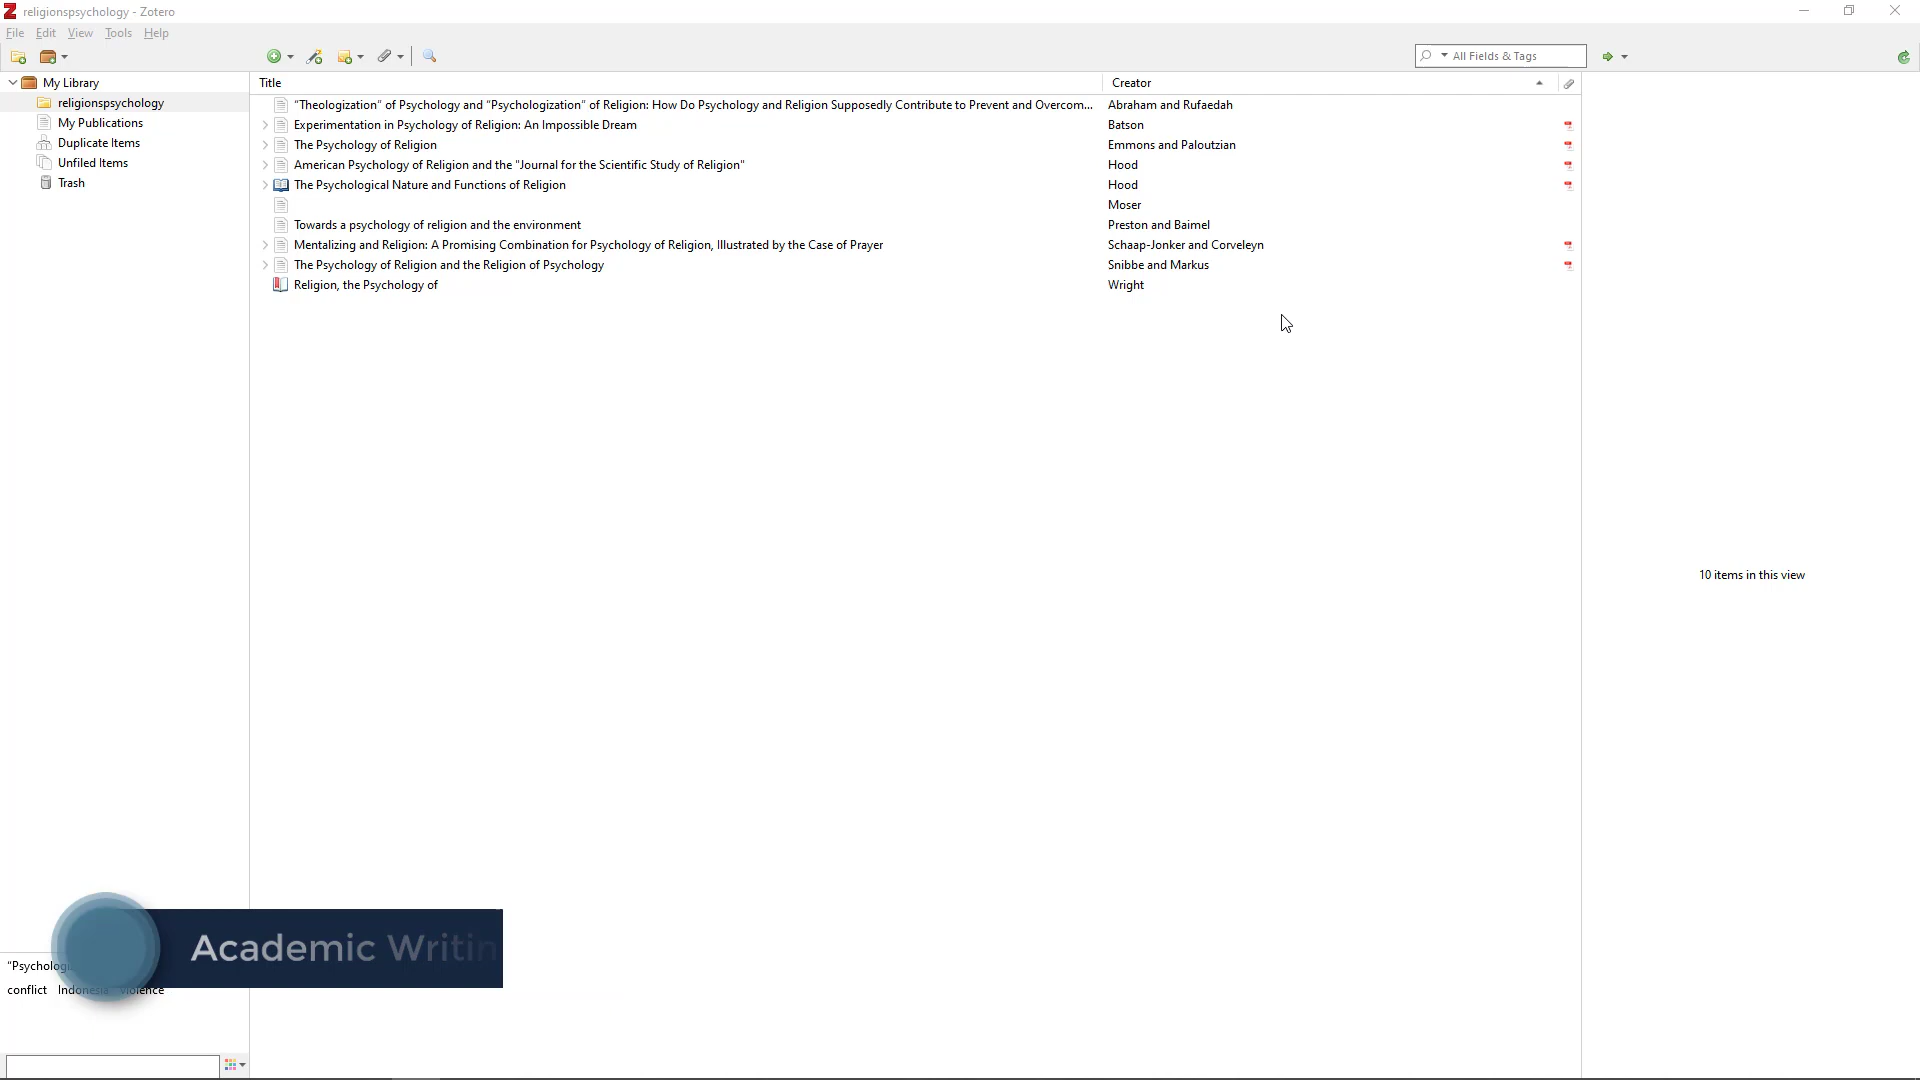 religionspsychology - Zotero
File Edit View Tools Help
All Fields & Tags
My Library
religionspsychology
My Publications
Duplicate Items
Unfiled Items
Trash
Title Creator
"Theologization" of Psychology and "Psychologization" of Religion: How Do Psychology and Religion Supposedly Contribute to Prevent and Overcom... Abraham and Rufaedah
Experimentation in Psychology of Religion: An Impossible Dream Batson
The Psychology of Religion Emmons and Paloutzian
American Psychology of Religion and the "Journal for the Scientific Study of Religion" Hood
The Psychological Nature and Functions of Religion Hood
Moser
Towards a psychology of religion and the environment Preston and Baimel
Mentalizing and Religion: A Promising Combination for Psychology of Religion, Illustrated by the Case of Prayer Schaap-Jonker and Corveleyn
The Psychology of Religion and the Religion of Psychology Snibbe and Markus
Religion, the Psychology of Wright
10 items in this view
Academic Writin
conflict Indonesia violence